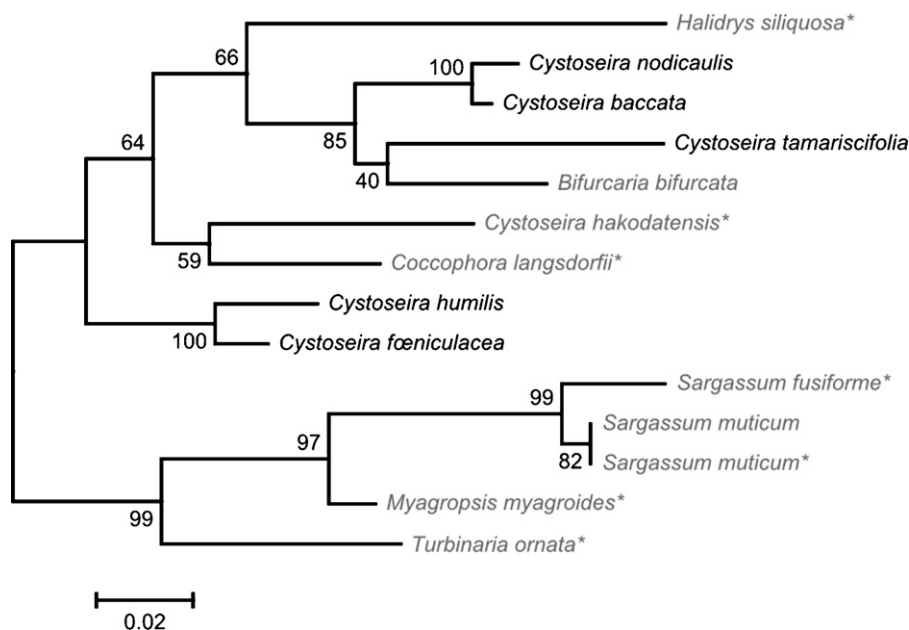 Halidrys siliquosa*
66
Cystoseira nodicaulis
100
Cystoseira baccata
85
64
Cystoseira tamariscifolia
40
Bifurcaria bifurcata
Cystoseira hakodatensis*
59
Coccophora langsdorfii*
Cystoseira humilis
100
Cystoseira fœniculacea
Sargassum fusiforme*
99
Sargassum muticum
97
82
Sargassum muticum*
Myagropsis myagroides*
99
Turbinaria ornata*
0.02